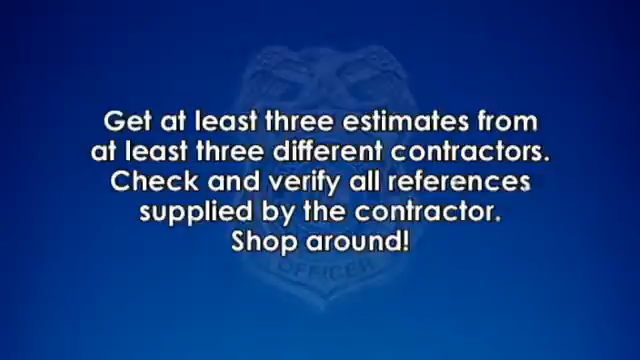 Get at least three estimates from
at least three different contractors.
Check and verify all references
supplied by the contractor.
Shop around!
OFFICER